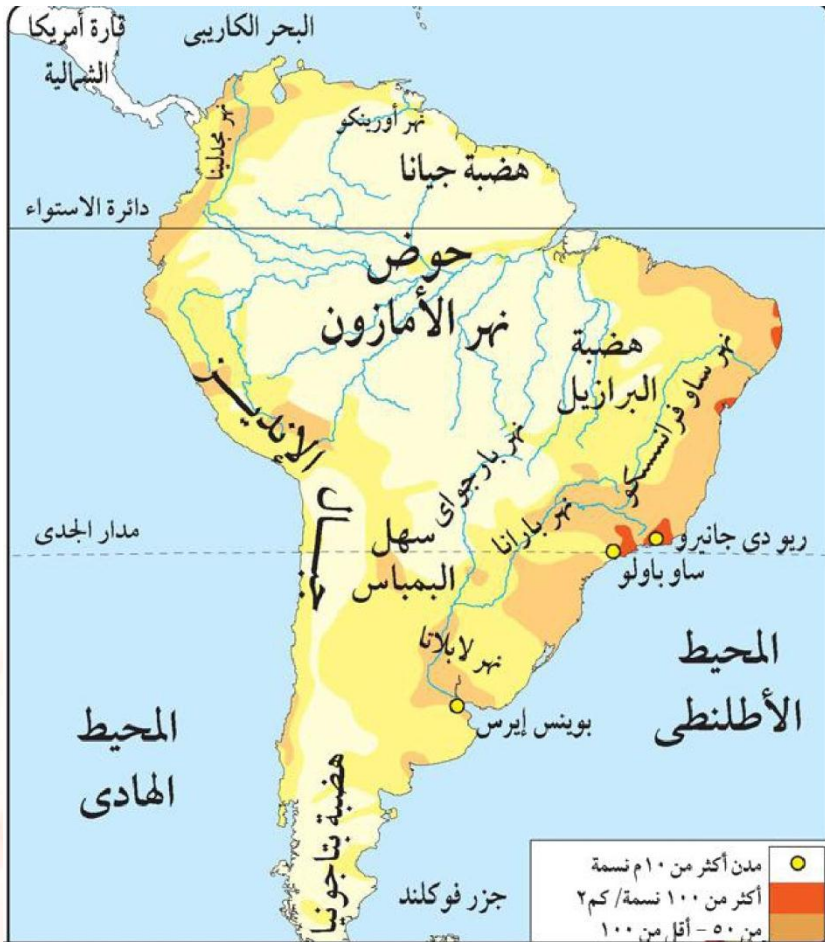 قارة أمريكا
الشمالية
البحر الكاريبى
نهر مجدلينا
نهر أورينكو
هضبة جيانا
دائرة الاستواء
حوض
نهر الأمازون
هضبة
البرازيل
نهر ساو فرانسسكو
جبـــال الإنديـــز
نهر بارجواى
نهر بارانا
مدار الجدى
سهل
البمباس
ريو دى جانيرو
ساو باولو
نهر لابلاتا
المحيط
الأطلنطى
بوينس إيرس
المحيط
الهادى
هضبة بتاجونيا
جزر فوكلند
مدن أكثر من ١٠م نسمة
أكثر من ١٠٠ نسمة/ كم٢
من ٥٠ - أقل من ١٠٠